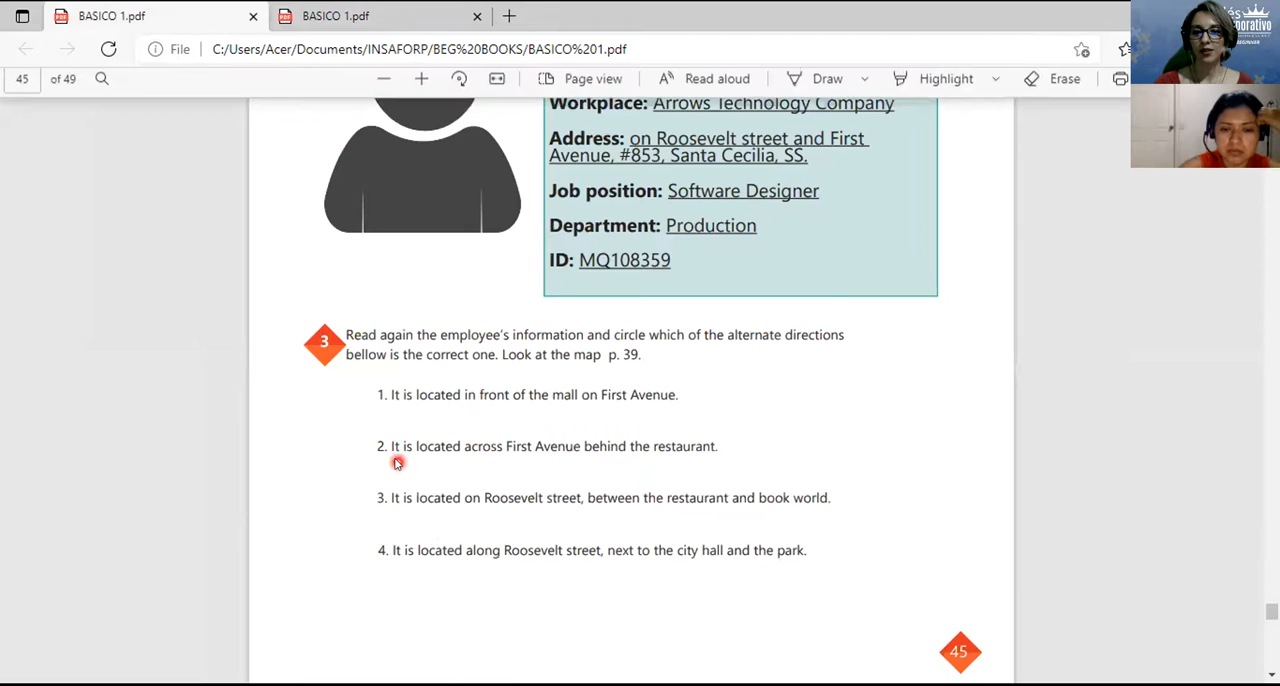 BASICO 1.pdf
BASICO 1.pdf
File C:/Users/Acer/Documents/INSAFORP/BEG%20BOOKS/BASICO%201.pdf
45 of 49 Page view Read aloud Draw Highlight Erase
Workplace: Arrows Technology Company
Address: on Roosevelt street and First
Avenue, #853, Santa Cecilia, SS.
Job position: Software Designer
Department: Production
ID: MQ108359
3 Read again the employee's information and circle which of the alternate directions
bellow is the correct one. Look at the map p. 39.
1. It is located in front of the mall on First Avenue.
2. It is located across First Avenue behind the restaurant.
3. It is located on Roosevelt street, between the restaurant and book world.
4. It is located along Roosevelt street, next to the city hall and the park.
45